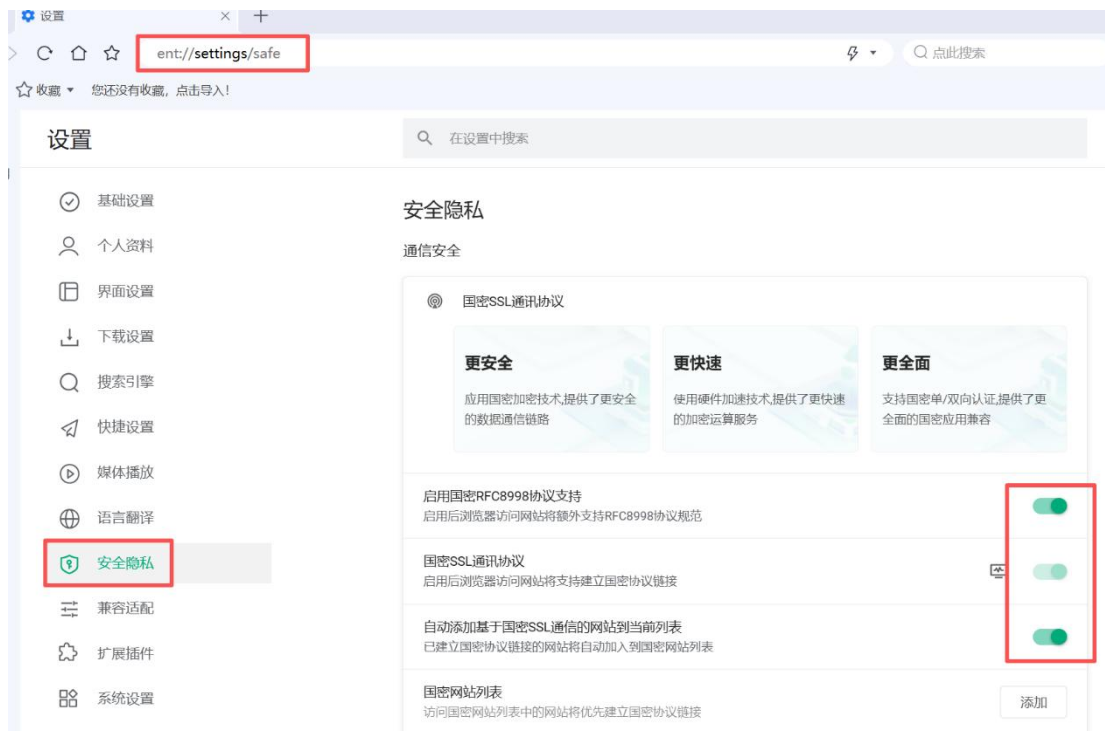 设置
ent://settings/safe
点此搜索
收藏 您还没有收藏，点击导入！
设置
在设置中搜索
基础设置
个人资料
界面设置
下载设置
搜索引擎
快捷设置
媒体播放
语言翻译
安全隐私
兼容适配
扩展插件
系统设置
安全隐私
通信安全
国密SSL通讯协议
更安全
应用国密加密技术,提供了更安全
的数据通信链路
更快速
使用硬件加速技术,提供了更快速
的加密运算服务
更全面
支持国密单/双向认证,提供了更
全面的国密应用兼容
启用国密RFC8998协议支持
启用后浏览器访问网站将额外支持RFC8998协议规范
国密SSL通讯协议
启用后浏览器访问网站将支持建立国密协议链接
自动添加基于国密SSL通信的网站到当前列表
已建立国密协议链接的网站将自动加入到国密网站列表
国密网站列表
访问国密网站列表中的网站将优先建立国密协议链接
添加